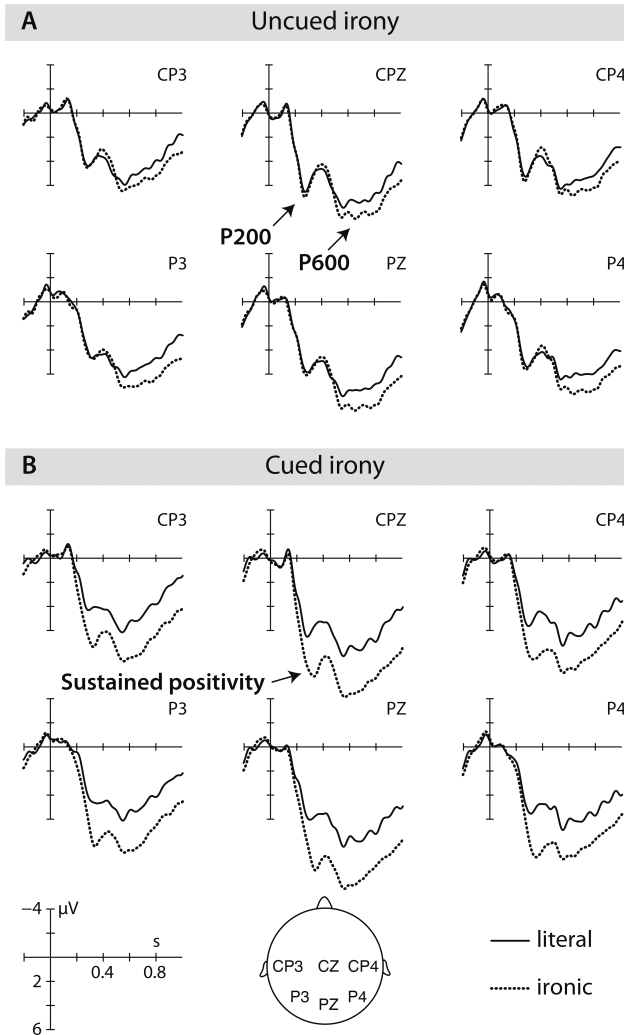 A Uncued irony
CP3 CPZ CP4
P200
P600
P3 PZ P4
B Cued irony
CP3 CPZ CP4
Sustained positivity
P3 PZ P4
−4 μV
s
0.4 0.8
2
6
CP3 CZ CP4
P3 PZ P4
literal
ironic